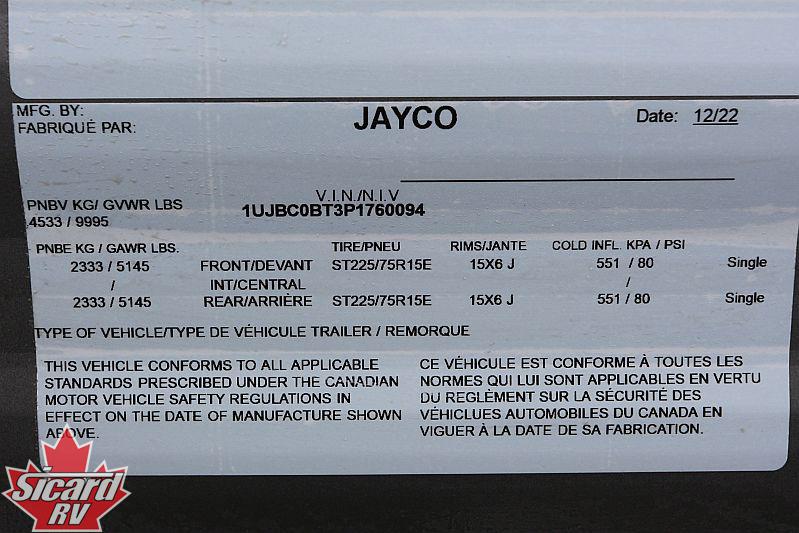 MFG. BY:
FABRIQUÉ PAR:
JAYCO
Date: 12/22
V.I.N./N.I.V
PNBV KG/ GVWR LBS
1UJBC0BT3P1760094
4533 / 9995
PNBE KG / GAWR LBS. TIRE/PNEU RIMS/JANTE COLD INFL. KPA / PSI
2333 / 5145 FRONT/DEVANT ST225/75R15E 15X6 J 551 / 80 Single
/ INT/CENTRAL /
2333 / 5145 REAR/ARRIÈRE ST225/75R15E 15X6 J 551 / 80 Single
TYPE OF VEHICLE/TYPE DE VÉHICULE TRAILER / REMORQUE
THIS VEHICLE CONFORMS TO ALL APPLICABLE
STANDARDS PRESCRIBED UNDER THE CANADIAN
MOTOR VEHICLE SAFETY REGULATIONS IN
EFFECT ON THE DATE OF MANUFACTURE SHOWN
ABOVE.
CE VÉHICULE EST CONFORME À TOUTES LES
NORMES QUI LUI SONT APPLICABLES EN VERTU
DU REGLÈMENT SUR LA SÉCURITÉ DES
VÉHICLUES AUTOMOBILES DU CANADA EN
VIGUER À LA DATE DE SA FABRICATION.
Sicard
RV